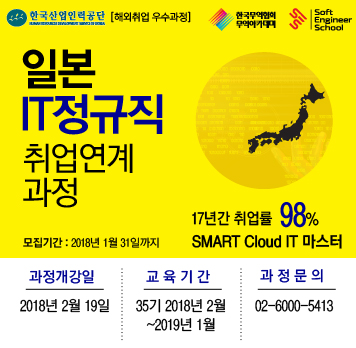 한국산업인력공단 [해외취업 우수과정]
HUMAN RESOURCES DEVELOPMENT SERVICE OF KOREA
한국무역협회
무역아카데미
Soft
Engineer
School
일본
IT정규직
취업연계
과정
17년간 취업률 98%
모집기간 : 2018년 1월 31일까지
SMART Cloud IT 마스터
과정개강일
2018년 2월 19일
교 육 기 간
35기 2018년 2월
~2019년 1월
과 정 문 의
02-6000-5413